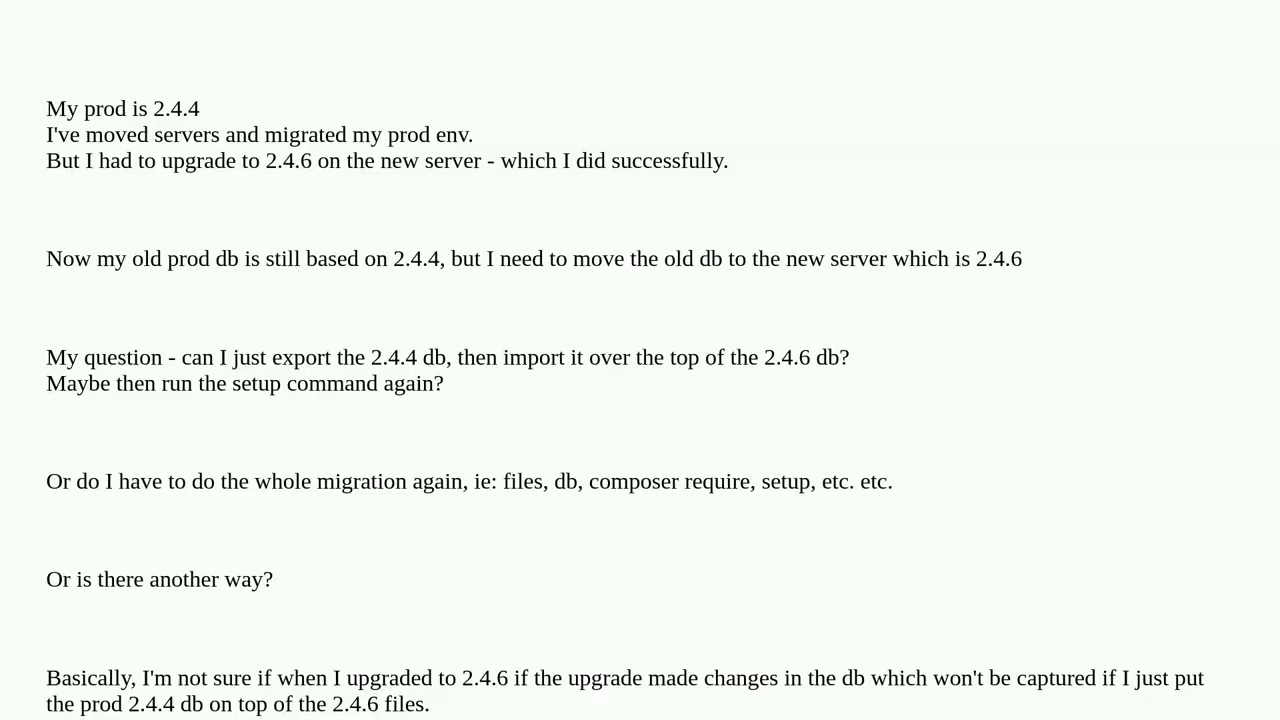 My prod is 2.4.4
I've moved servers and migrated my prod env.
But I had to upgrade to 2.4.6 on the new server - which I did successfully.
Now my old prod db is still based on 2.4.4, but I need to move the old db to the new server which is 2.4.6
My question - can I just export the 2.4.4 db, then import it over the top of the 2.4.6 db?
Maybe then run the setup command again?
Or do I have to do the whole migration again, ie: files, db, composer require, setup, etc. etc.
Or is there another way?
Basically, I'm not sure if when I upgraded to 2.4.6 if the upgrade made changes in the db which won't be captured if I just put
the prod 2.4.4 db on top of the 2.4.6 files.